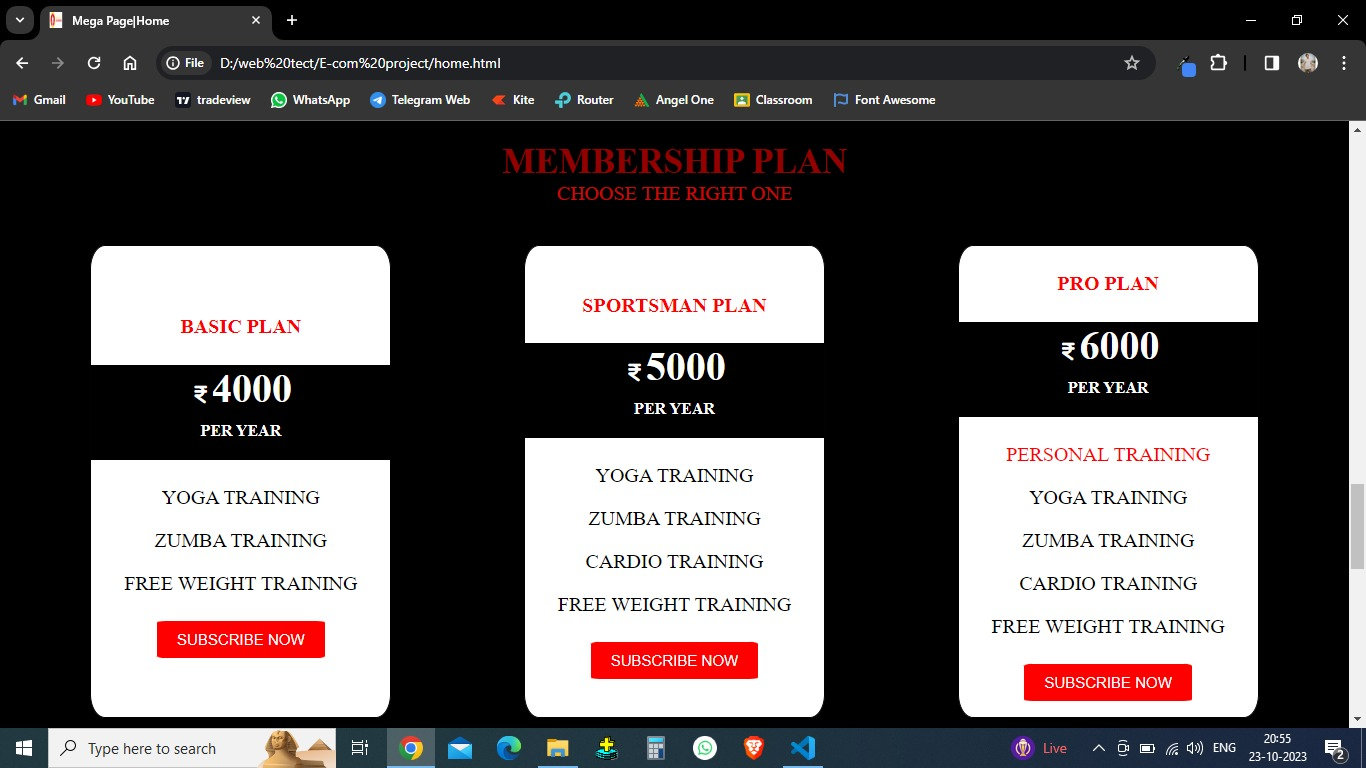 Mega Page|Home
File
D:/web%20tect/E-com%20project/home.html
Gmail
YouTube
tradeview
WhatsApp
Telegram Web
Kite
Router
Angel One
Classroom
Font Awesome
MEMBERSHIP PLAN
CHOOSE THE RIGHT ONE
BASIC PLAN
₹ 4000
PER YEAR
YOGA TRAINING
ZUMBA TRAINING
FREE WEIGHT TRAINING
SUBSCRIBE NOW
SPORTSMAN PLAN
₹ 5000
PER YEAR
YOGA TRAINING
ZUMBA TRAINING
CARDIO TRAINING
FREE WEIGHT TRAINING
SUBSCRIBE NOW
PRO PLAN
₹ 6000
PER YEAR
PERSONAL TRAINING
YOGA TRAINING
ZUMBA TRAINING
CARDIO TRAINING
FREE WEIGHT TRAINING
SUBSCRIBE NOW
Type here to search
Live
ENG
20:55
23-10-2023
2